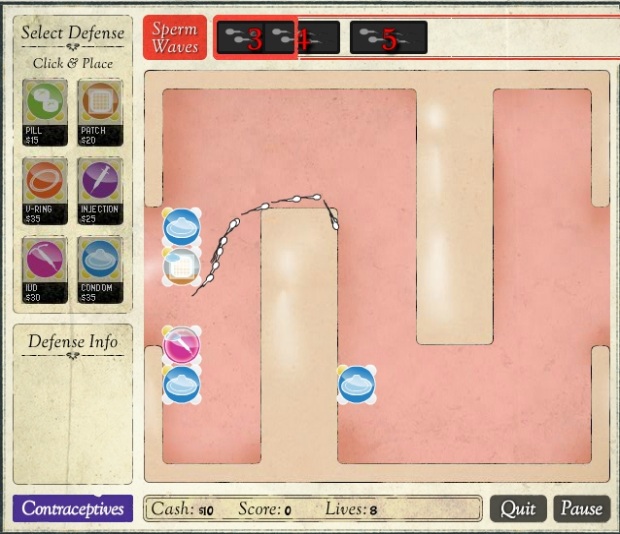 Select Defense
Click & Place
PILL
$15
PATCH
$20
V-RING
$35
INJECTION
$25
IUD
$30
CONDOM
$35
Defense Info
Contraceptives
Sperm
Waves
3
4
5
Cash: $10 Score: 0 Lives: 8
Quit
Pause